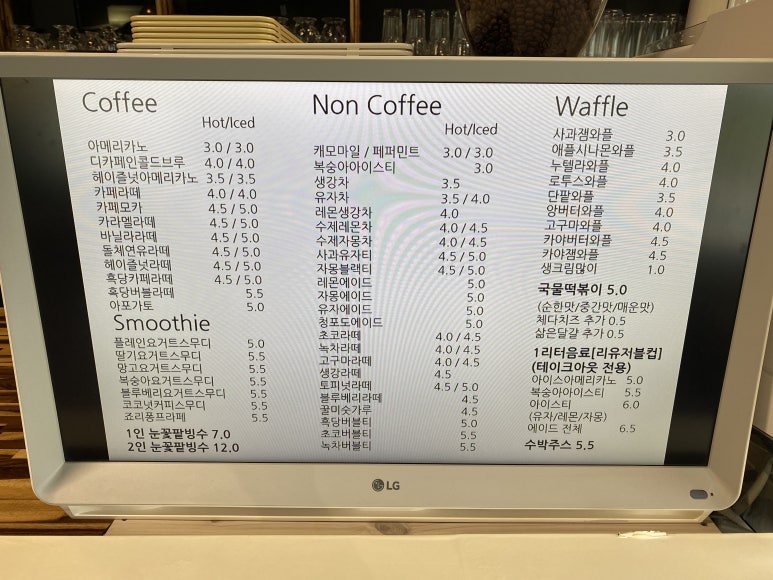 Coffee
Hot/Iced
아메리카노 3.0 / 3.0
디카페인콜드브루 4.0 / 4.0
헤이즐넛아메리카노 3.5 / 3.5
카페라떼 4.0 / 4.0
카페모카 4.5 / 5.0
카라멜라떼 4.5 / 5.0
바닐라라떼 4.5 / 5.0
돌체연유라떼 4.5 / 5.0
헤이즐넛라떼 4.5 / 5.0
흑당카페라떼 4.5 / 5.0
흑당버블라떼 5.5
아포가토 5.0
Smoothie
플레인요거트스무디 5.0
딸기요거트스무디 5.5
망고요거트스무디 5.5
복숭아요거트스무디 5.5
블루베리요거트스무디 5.5
코코넛커피스무디 5.5
죠리퐁프라페 5.5
1인 눈꽃팥빙수 7.0
2인 눈꽃팥빙수 12.0
Non Coffee
Hot/Iced
캐모마일 / 페퍼민트 3.0 / 3.0
복숭아아이스티 3.0
생강차 3.5
유자차 3.5 / 4.0
레몬생강차 4.0
수제레몬차 4.0 / 4.5
수제자몽차 4.0 / 4.5
사과유자티 4.5 / 5.0
자몽블랙티 4.5 / 5.0
레몬에이드 5.0
자몽에이드 5.0
유자에이드 5.0
청포도에이드 5.0
초코라떼 4.0 / 4.5
녹차라떼 4.0 / 4.5
고구마라떼 4.0 / 4.5
생강라떼 4.5
토피넛라떼 4.5 / 5.0
블루베리라떼 4.5
꿀미숫가루 4.5
흑당버블티 5.0
초코버블티 5.5
녹차버블티 5.5
Waffle
사과잼와플 3.0
애플시나몬와플 3.5
누텔라와플 4.0
로투스와플 4.0
단팥와플 3.5
앙버터와플 4.0
고구마와플 4.0
카야버터와플 4.5
카야잼와플 4.5
생크림많이 1.0
국물떡볶이 5.0
(순한맛/중간맛/매운맛)
체다치즈 추가 0.5
삶은달걀 추가 0.5
1리터음료[리유저블컵]
(테이크아웃 전용)
아이스아메리카노 5.0
복숭아아이스티 5.5
아이스티 6.0
(유자/레몬/자몽)
에이드 전체 6.5
수박주스 5.5
LG